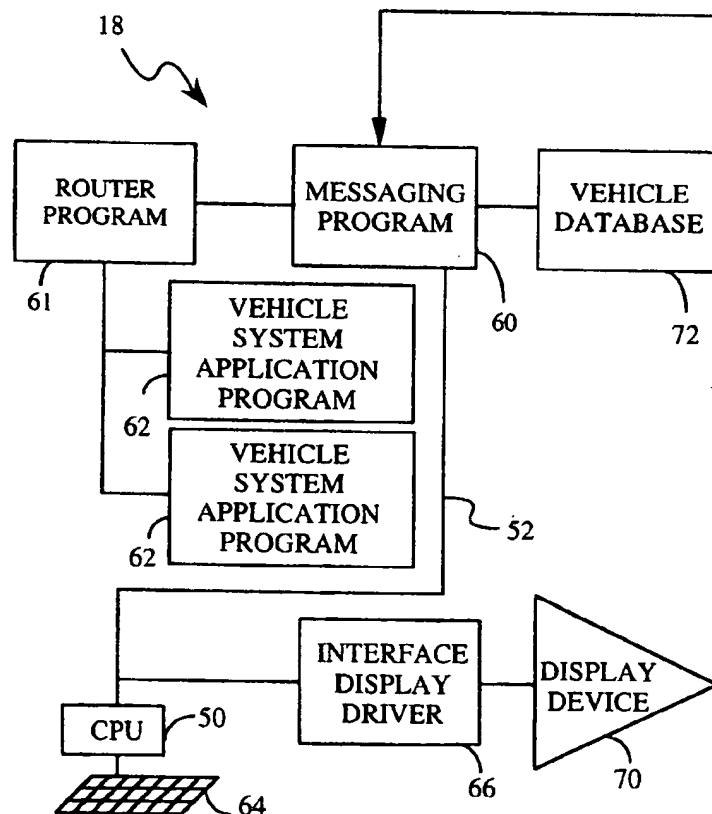 18
ROUTER
PROGRAM
61
MESSAGING
PROGRAM
60
VEHICLE
DATABASE
72
VEHICLE
SYSTEM
APPLICATION
PROGRAM
62
VEHICLE
SYSTEM
APPLICATION
PROGRAM
62
52
INTERFACE
DISPLAY
DRIVER
66
DISPLAY
DEVICE
70
CPU
50
64